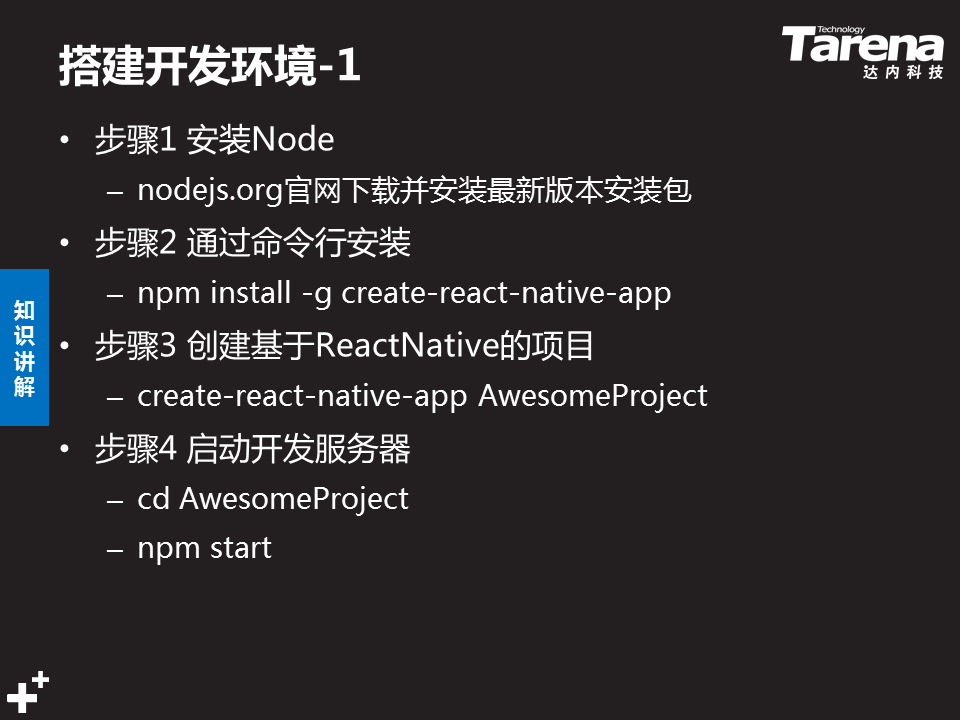 搭建开发环境-1
Technology
Tarena
达内科技
• 步骤1 安装Node
– nodejs.org官网下载并安装最新版本安装包
• 步骤2 通过命令行安装
– npm install -g create-react-native-app
知识讲解
• 步骤3 创建基于ReactNative的项目
– create-react-native-app AwesomeProject
• 步骤4 启动开发服务器
– cd AwesomeProject
– npm start